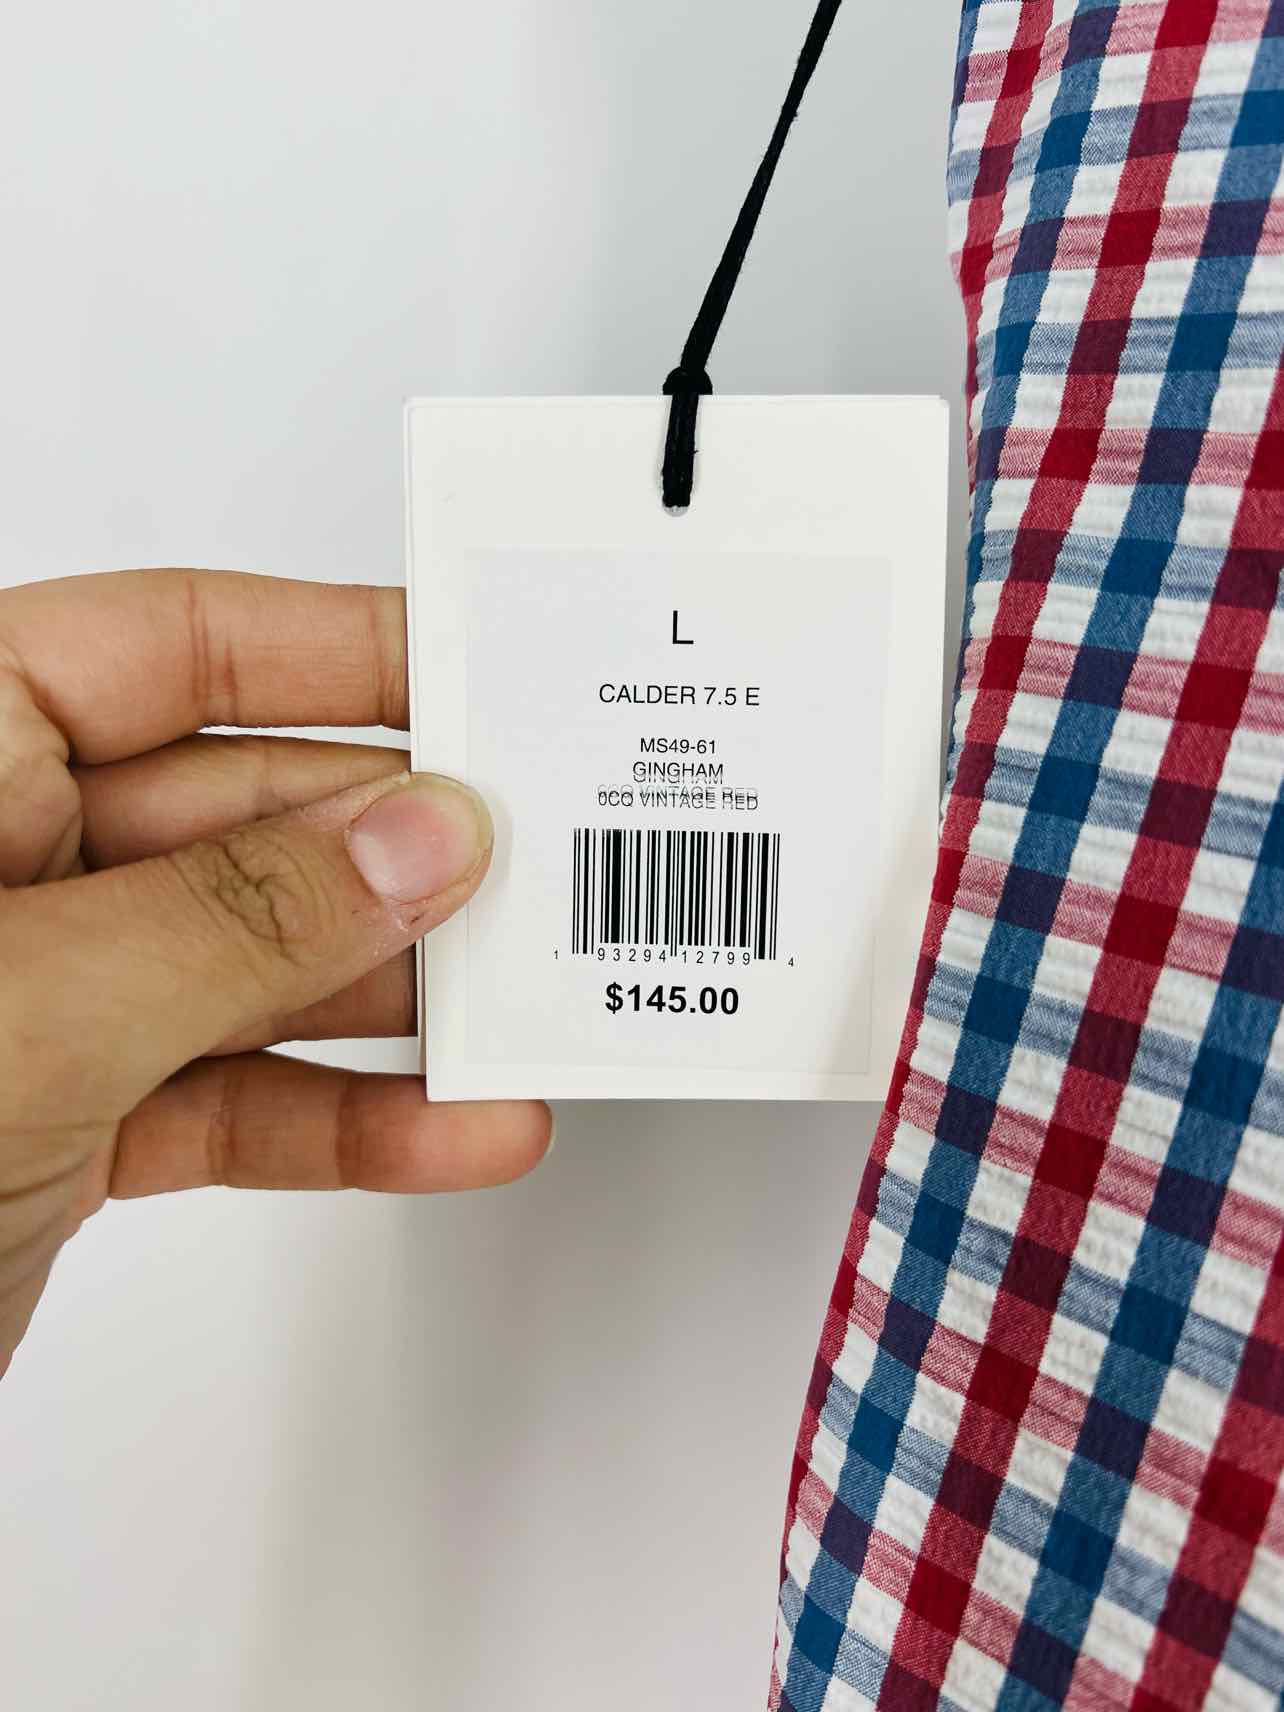 L
CALDER 7.5 E
MS49-61
GINGHAM
0CQ VINTAGE RED
1 93294 12799 4
$145.00